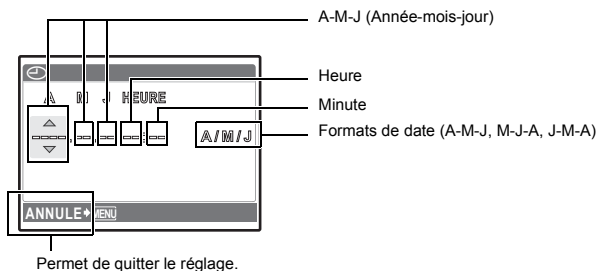 A-M-J (Année-mois-jour)
Heure
Minute
Formats de date (A-M-J, M-J-A, J-M-A)
A M J HEURE
----.--.-- --:-- A/M/J
ANNULE MENU
Permet de quitter le réglage.